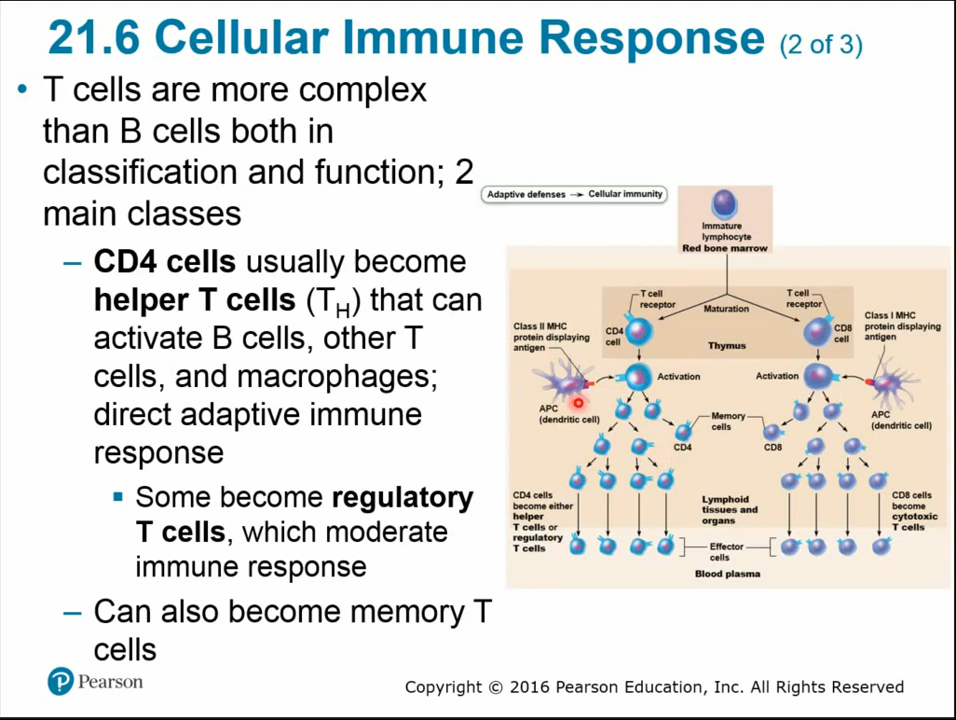 21.6 Cellular Immune Response (2 of 3)
• T cells are more complex
than B cells both in
classification and function; 2
main classes
– CD4 cells usually become
helper T cells (TH) that can
activate B cells, other T
cells, and macrophages;
direct adaptive immune
response
▪ Some become regulatory
T cells, which moderate
immune response
– Can also become memory T
cells
Adaptive defenses → Cellular immunity
Immature
lymphocyte
Red bone marrow
T cell
receptor
Maturation
T cell
receptor
Class II MHC
protein displaying
antigen
CD4
cell
Thymus
CD8
cell
Class I MHC
protein displaying
antigen
Activation
Activation
APC
(dendritic cell)
Memory
cells
CD4
CD8
APC
(dendritic cell)
CD4 cells
become either
helper
T cells or
regulatory
T cells
Lymphoid
tissues and
organs
CD8 cells
become
cytotoxic
T cells
Effector
cells
Blood plasma
P Pearson
Copyright © 2016 Pearson Education, Inc. All Rights Reserved